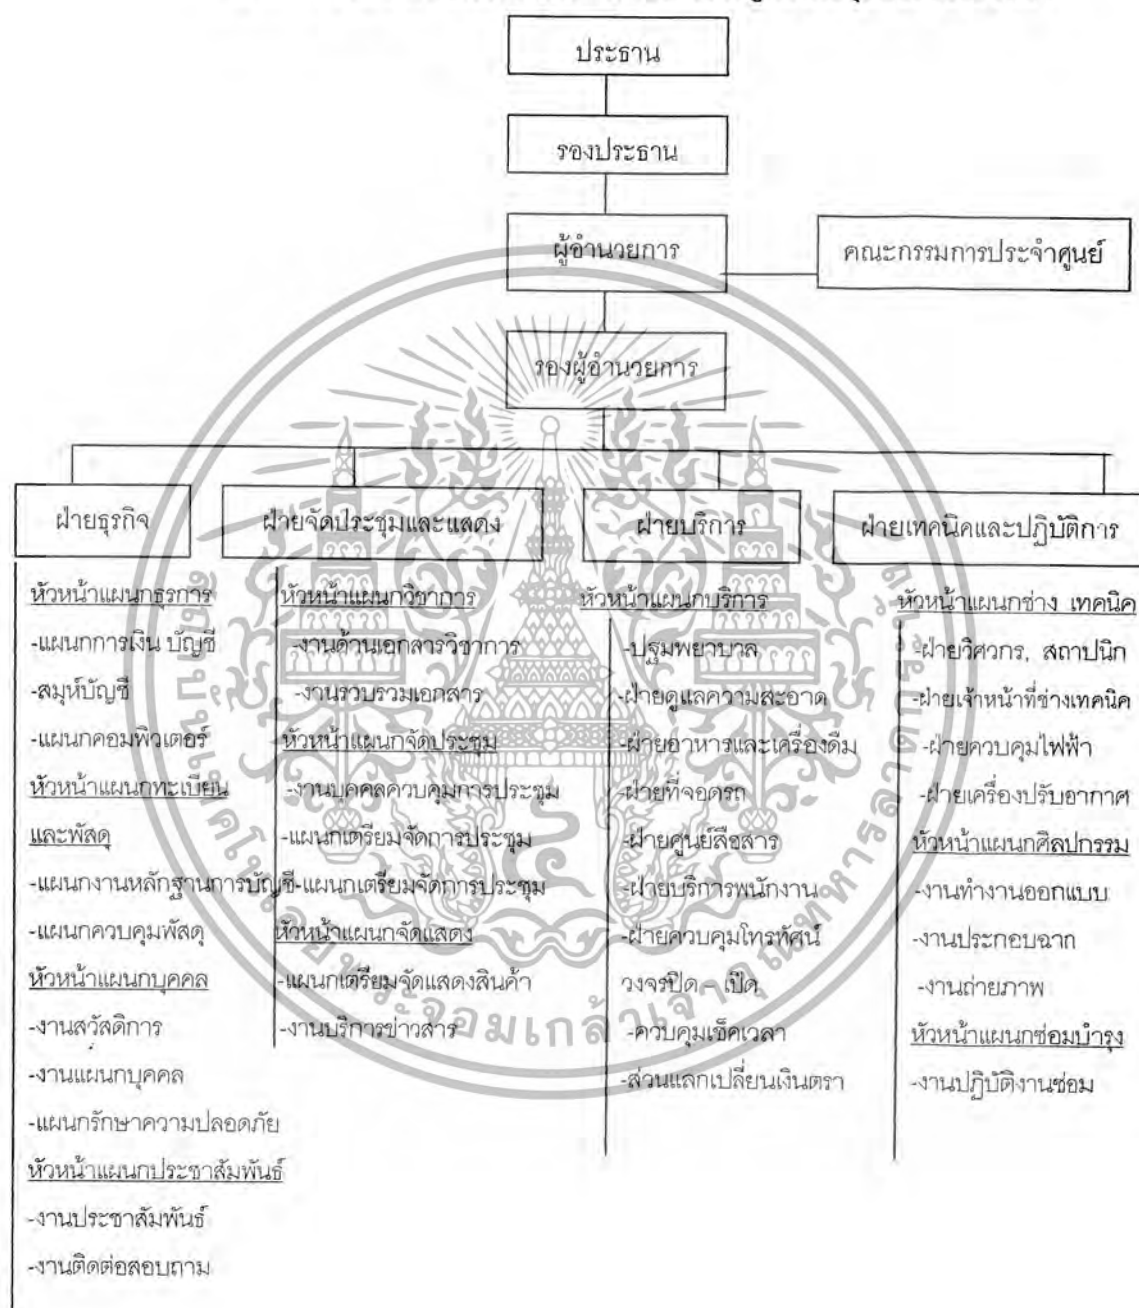 ประธาน
รองประธาน
ผู้อำนวยการ
คณะกรรมการประจำศูนย์
รองผู้อำนวยการ
ฝ่ายธุรกิจ
ฝ่ายจัดประชุมและแสดง
ฝ่ายบริการ
ฝ่ายเทคนิคและปฏิบัติการ
หัวหน้าแผนกธุรการ
-แผนกการเงิน บัญชี
-สมุห์บัญชี
-แผนกคอมพิวเตอร์
หัวหน้าแผนกทะเบียน
และพัสดุ
-แผนกงานหลักฐานการบัญชี
-แผนกควบคุมพัสดุ
หัวหน้าแผนกบุคคล
-งานสวัสดิการ
-งานแผนกบุคคล
-แผนกรักษาความปลอดภัย
หัวหน้าแผนกประชาสัมพันธ์
-งานประชาสัมพันธ์
-งานติดต่อสอบถาม
หัวหน้าแผนกวิชาการ
-งานด้านเอกสารวิชาการ
-งานรวบรวมเอกสาร
หัวหน้าแผนกจัดประชุม
-งานบุคคลควบคุมการประชุม
-แผนกเตรียมจัดการประชุม
-แผนกเตรียมจัดการประชุม
หัวหน้าแผนกจัดแสดง
-แผนกเตรียมจัดแสดงสินค้า
-งานบริการข่าวสาร
หัวหน้าแผนกบริการ
-ปฐมพยาบาล
-ฝ่ายดูแลความสะอาด
-ฝ่ายอาหารและเครื่องดื่ม
-ฝ่ายที่จอดรถ
-ฝ่ายศูนย์สื่อสาร
-ฝ่ายบริการพนักงาน
-ฝ่ายควบคุมโทรทัศน์
วงจรปิด – เปิด
-ควบคุมเช็คเวลา
-ส่วนแลกเปลี่ยนเงินตรา
หัวหน้าแผนกช่าง เทคนิค
-ฝ่ายวิศวกร, สถาปนิก
-ฝ่ายเจ้าหน้าที่ช่างเทคนิค
-ฝ่ายควบคุมไฟฟ้า
-ฝ่ายเครื่องปรับอากาศ
หัวหน้าแผนกศิลปกรรม
-งานทำงานออกแบบ
-งานประกอบฉาก
-งานถ่ายภาพ
หัวหน้าแผนกซ่อมบำรุง
-งานปฏิบัติงานซ่อม
สถาบันเทคโนโลยีพระจอมเกล้าเจ้าคุณทหารลาดกระบัง